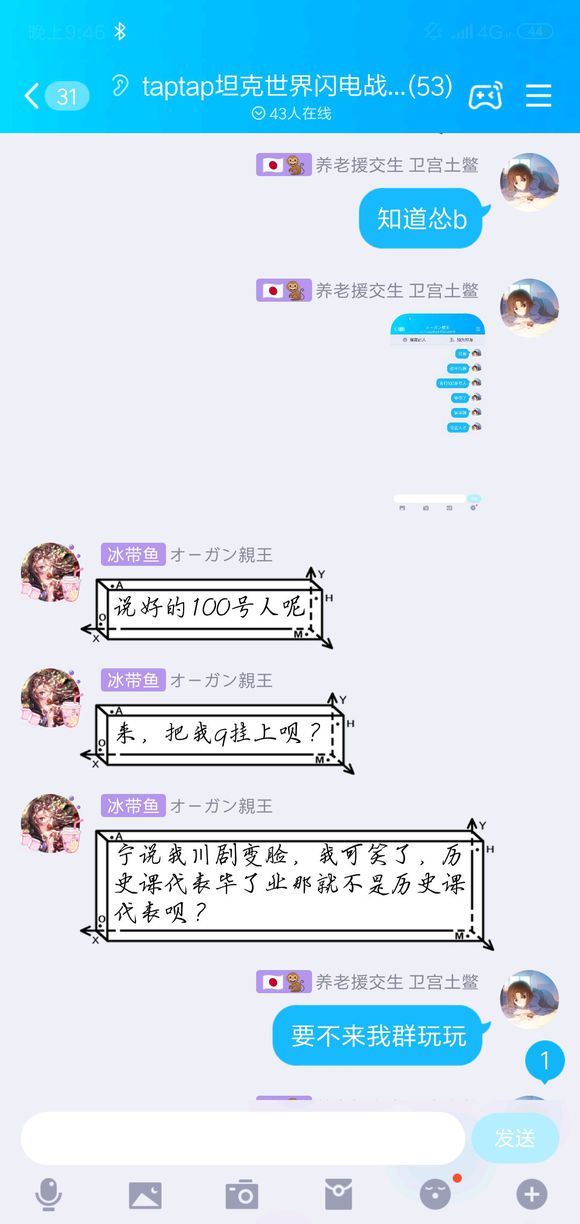 晚上9:46
4G
44
31
taptap坦克世界闪电战...(53)
43人在线
养老援交生 卫宫土鳖
知道怂b
养老援交生 卫宫土鳖
オーガン親王
冰带鱼 オーガン親王
A
Y
说好的100号人呢
H
O
M
X
冰带鱼 オーガン親王
A
Y
来，把我q挂上呗？
H
O
M
X
冰带鱼 オーガン親王
A
Y
宁说我川剧变脸，我可笑了，历
H
史课代表毕了业那就不是历史课
代表呗？
O
M
X
养老援交生 卫宫土鳖
要不来我群玩玩
1
发送